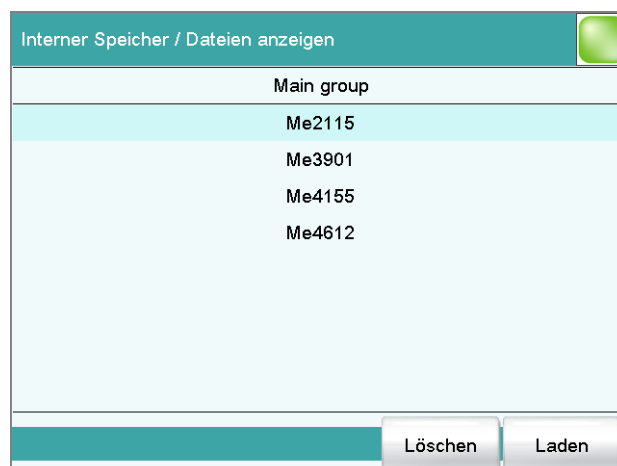 Interner Speicher / Dateien anzeigen
Main group
Me2115
Me3901
Me4155
Me4612
Löschen Laden